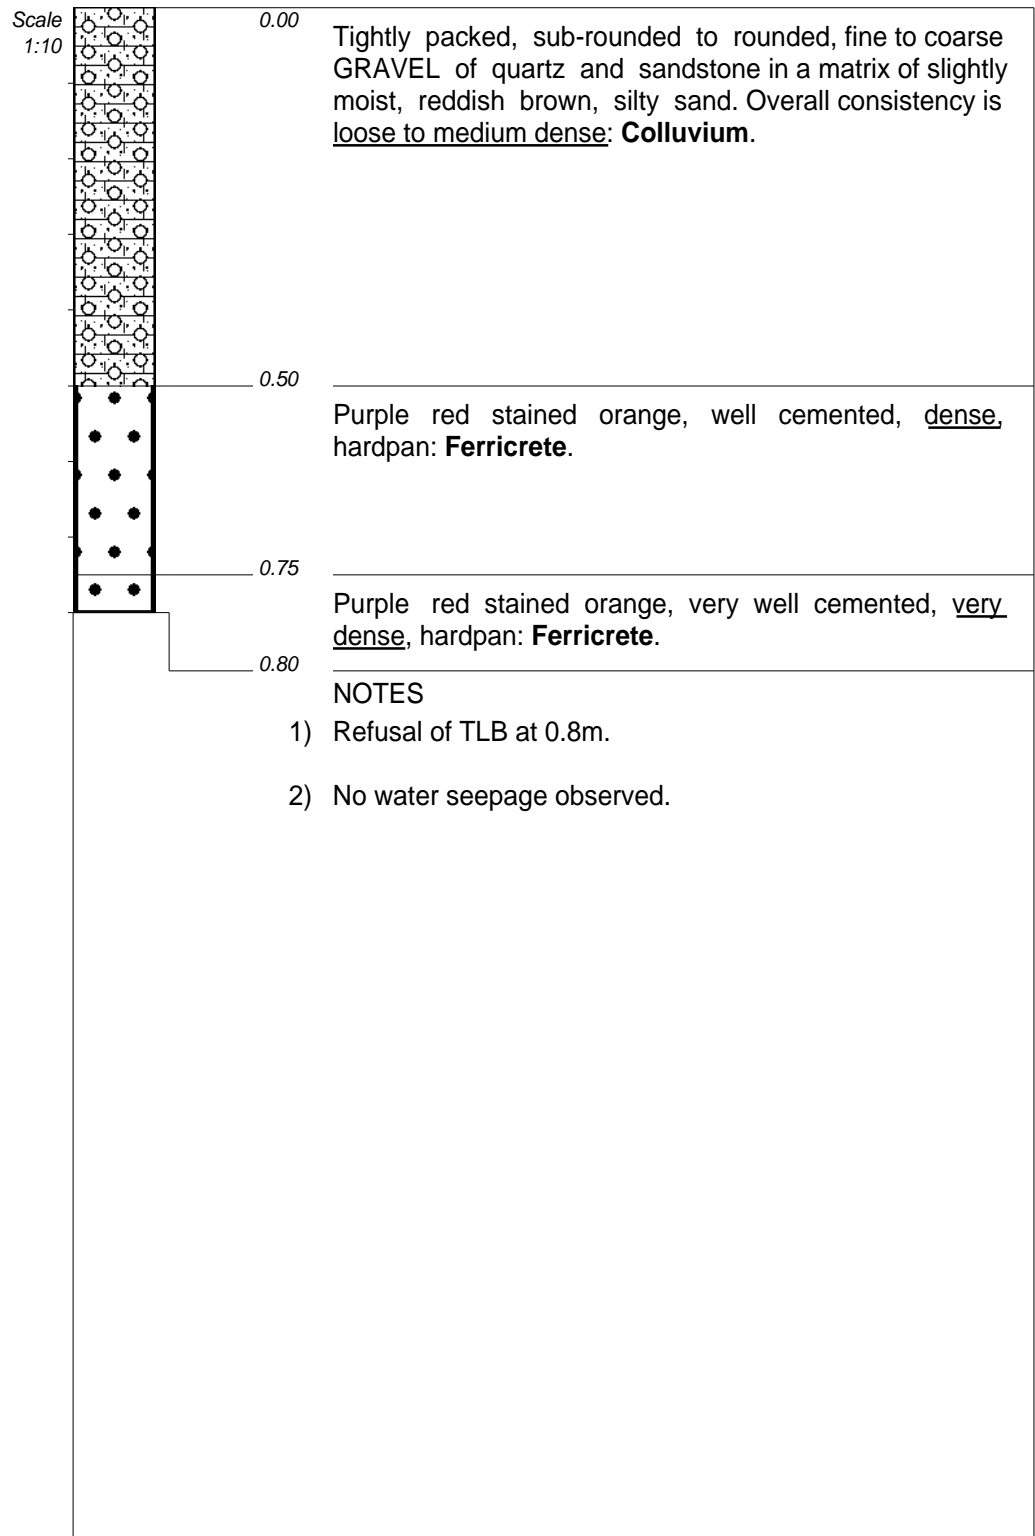 Scale
1:10
0.00
Tightly packed, sub-rounded to rounded, fine to coarse
GRAVEL of quartz and sandstone in a matrix of slightly
moist, reddish brown, silty sand. Overall consistency is
loose to medium dense: Colluvium.
0.50
Purple red stained orange, well cemented, dense,
hardpan: Ferricrete.
0.75
Purple red stained orange, very well cemented, very
dense, hardpan: Ferricrete.
0.80
NOTES
1) Refusal of TLB at 0.8m.
2) No water seepage observed.